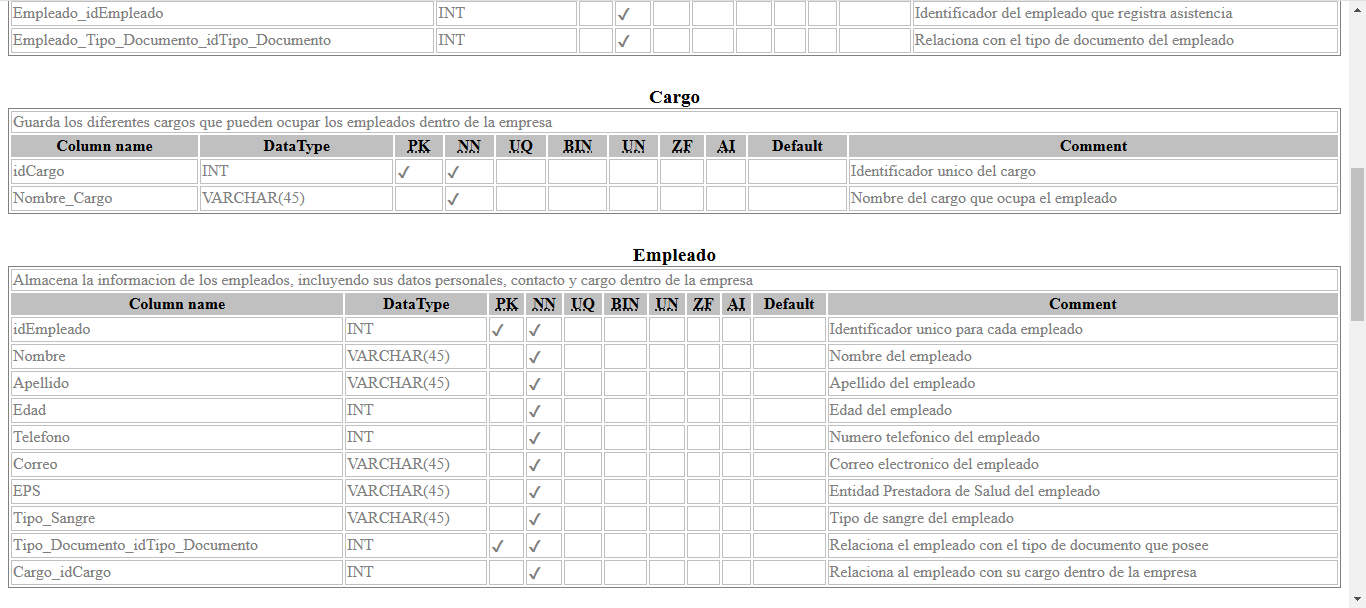 Empleado_idEmpleado INT ✓ Identificador del empleado que registra asistencia
Empleado_Tipo_Documento_idTipo_Documento INT ✓ Relaciona con el tipo de documento del empleado
Cargo
Guarda los diferentes cargos que pueden ocupar los empleados dentro de la empresa
Column name DataType PK NN UQ BIN UN ZF AI Default Comment
idCargo INT ✓ ✓ Identificador unico del cargo
Nombre_Cargo VARCHAR(45) ✓ Nombre del cargo que ocupa el empleado
Empleado
Almacena la informacion de los empleados, incluyendo sus datos personales, contacto y cargo dentro de la empresa
Column name DataType PK NN UQ BIN UN ZF AI Default Comment
idEmpleado INT ✓ ✓ Identificador unico para cada empleado
Nombre VARCHAR(45) ✓ Nombre del empleado
Apellido VARCHAR(45) ✓ Apellido del empleado
Edad INT ✓ Edad del empleado
Telefono INT ✓ Numero telefonico del empleado
Correo VARCHAR(45) ✓ Correo electronico del empleado
EPS VARCHAR(45) ✓ Entidad Prestadora de Salud del empleado
Tipo_Sangre VARCHAR(45) ✓ Tipo de sangre del empleado
Tipo_Documento_idTipo_Documento INT ✓ ✓ Relaciona el empleado con el tipo de documento que posee
Cargo_idCargo INT ✓ Relaciona al empleado con su cargo dentro de la empresa